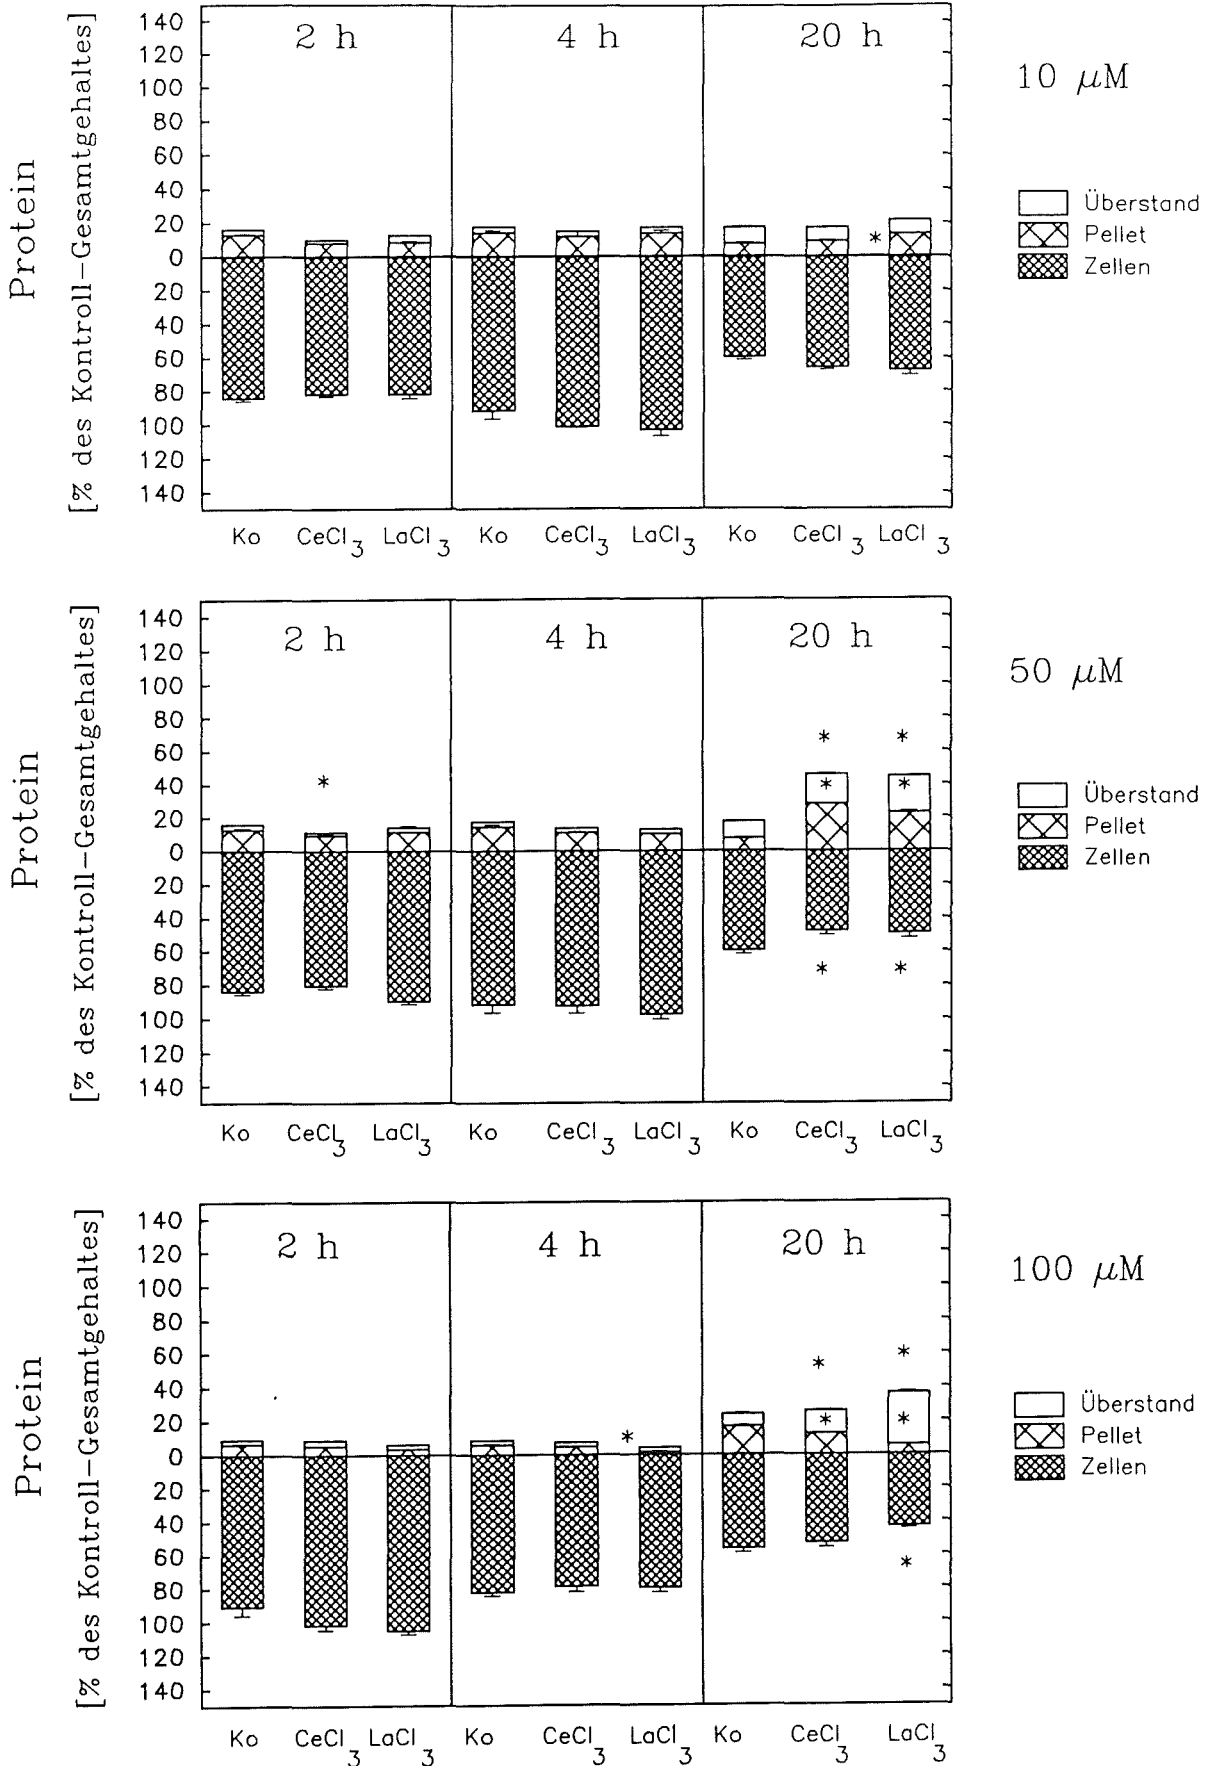 Protein
[% des Kontroll-Gesamtgehaltes]
140
120
100
80
60
40
20
0
20
40
60
80
100
120
140
2 h
4 h
20 h
*
Ko
CeCl3
LaCl3
Ko
CeCl3
LaCl3
Ko
CeCl3
LaCl3
10 μM
Überstand
Pellet
Zellen
Protein
[% des Kontroll-Gesamtgehaltes]
140
120
100
80
60
40
20
0
20
40
60
80
100
120
140
2 h
4 h
20 h
*
* *
* *
* *
Ko
CeCl3
LaCl3
Ko
CeCl3
LaCl3
Ko
CeCl3
LaCl3
50 μM
Überstand
Pellet
Zellen
Protein
[% des Kontroll-Gesamtgehaltes]
140
120
100
80
60
40
20
0
20
40
60
80
100
120
140
2 h
4 h
20 h
*
* *
* *
*
Ko
CeCl3
LaCl3
Ko
CeCl3
LaCl3
Ko
CeCl3
LaCl3
100 μM
Überstand
Pellet
Zellen